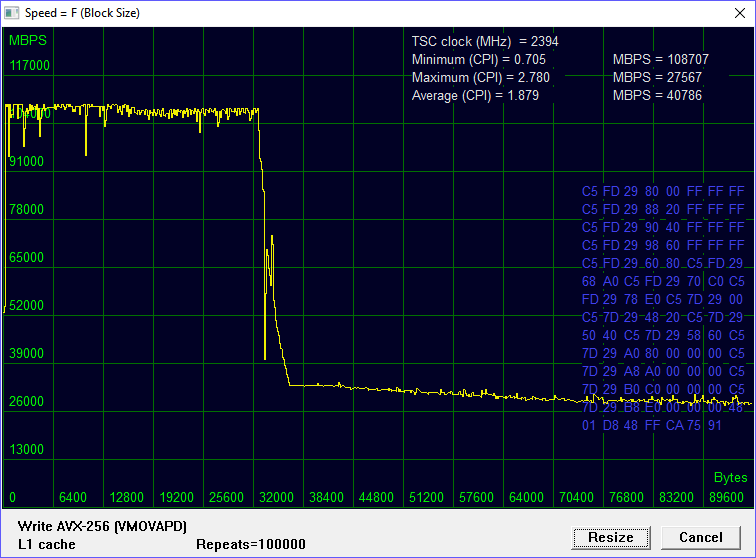 Speed = F (Block Size)
MBPS
TSC clock (MHz) = 2394
Minimum (CPI) = 0.705 MBPS = 108707
Maximum (CPI) = 2.780 MBPS = 27567
Average (CPI) = 1.879 MBPS = 40786
117000
104000
91000
78000
65000
52000
39000
26000
13000
C5 FD 29 80 00 FF FF FF
C5 FD 29 88 20 FF FF FF
C5 FD 29 90 40 FF FF FF
C5 FD 29 98 60 FF FF FF
C5 FD 29 60 80 C5 FD 29
68 A0 C5 FD 29 70 C0 C5
FD 29 78 E0 C5 7D 29 00
C5 7D 29 48 20 C5 7D 29
50 40 C5 7D 29 58 60 C5
7D 29 A0 80 00 00 00 C5
7D 29 A8 A0 00 00 00 C5
7D 29 B0 C0 00 00 00 C5
7D 29 B8 E0 00 00 00 48
01 D8 48 FF CA 75 91
Bytes
0 6400 12800 19200 25600 32000 38400 44800 51200 57600 64000 70400 76800 83200 89600
Write AVX-256 (VMOVAPD)
L1 cache Repeats=100000
Resize Cancel